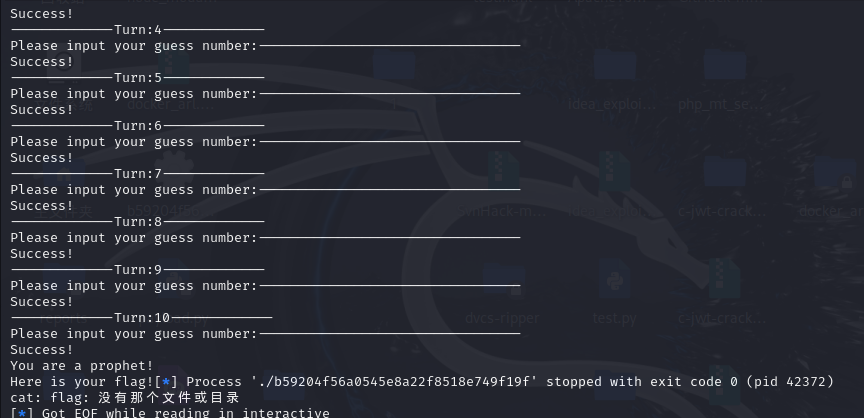 Success!
————————————Turn:4————————————
Please input your guess number:———————————————————————————————
Success!
————————————Turn:5————————————
Please input your guess number:———————————————————————————————
Success!
————————————Turn:6————————————
Please input your guess number:———————————————————————————————
Success!
————————————Turn:7————————————
Please input your guess number:———————————————————————————————
Success!
————————————Turn:8————————————
Please input your guess number:———————————————————————————————
Success!
————————————Turn:9————————————
Please input your guess number:———————————————————————————————
Success!
————————————Turn:10————————————
Please input your guess number:———————————————————————————————
Success!
You are a prophet!
Here is your flag![*] Process './b59204f56a0545e8a22f8518e749f19f' stopped with exit code 0 (pid 42372)
cat: flag: 没有那个文件或目录
[*] Got EOF while reading in interactive
php_mt_se...
c-jwt-crack...
dvcs-ripper
test.py
c-jwt-crack...